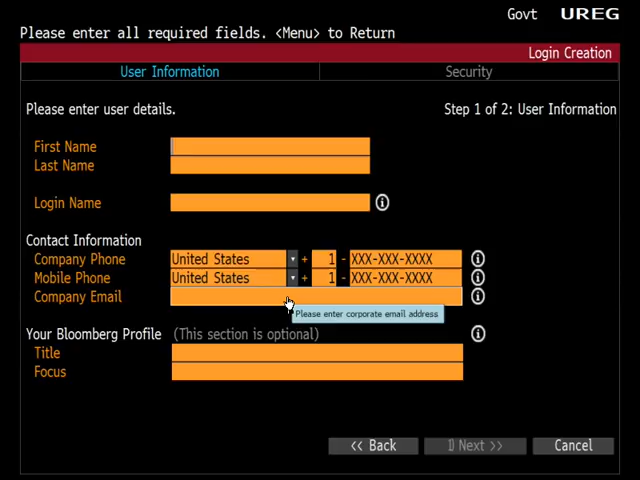 Govt UREG
Please enter all required fields. <Menu> to Return
Login Creation
User Information Security
Please enter user details. Step 1 of 2: User Information
First Name
Last Name
Login Name
Contact Information
Company Phone United States + 1 - XXX-XXX-XXXX
Mobile Phone United States + 1 - XXX-XXX-XXXX
Company Email
Please enter corporate email address
Your Bloomberg Profile (This section is optional)
Title
Focus
<< Back 1) Next >> Cancel